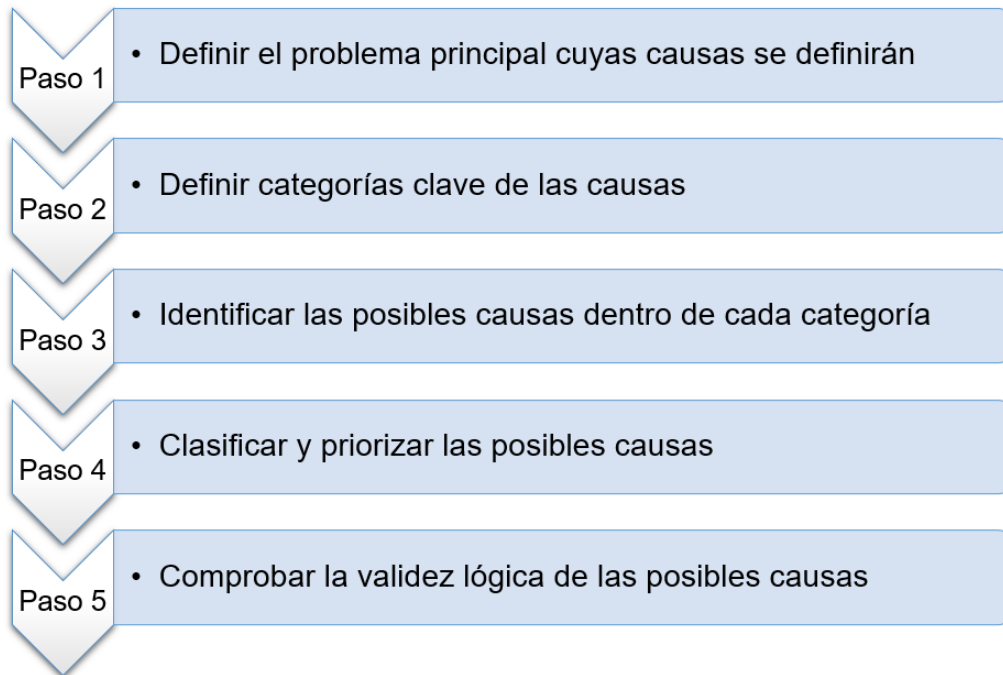 Paso 1
• Definir el problema principal cuyas causas se definirán
Paso 2
• Definir categorías clave de las causas
Paso 3
• Identificar las posibles causas dentro de cada categoría
Paso 4
• Clasificar y priorizar las posibles causas
Paso 5
• Comprobar la validez lógica de las posibles causas